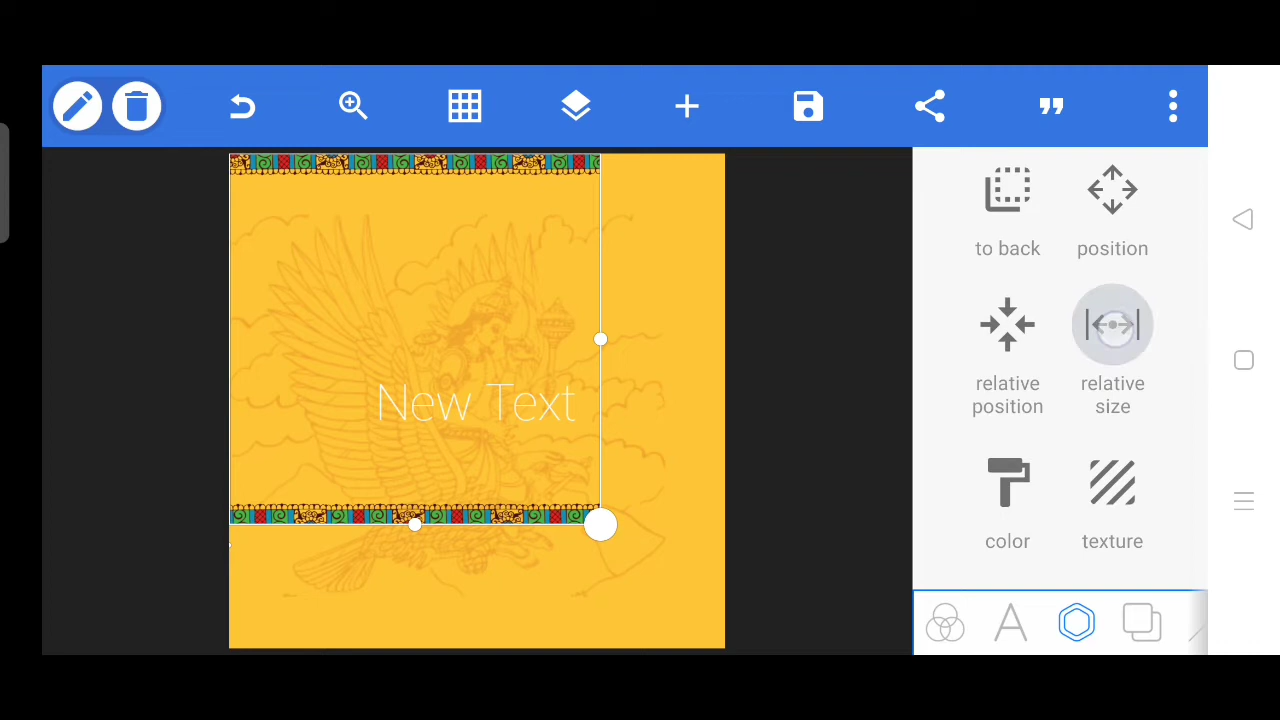 to back
position
New Text
relative
position
relative
size
color
texture